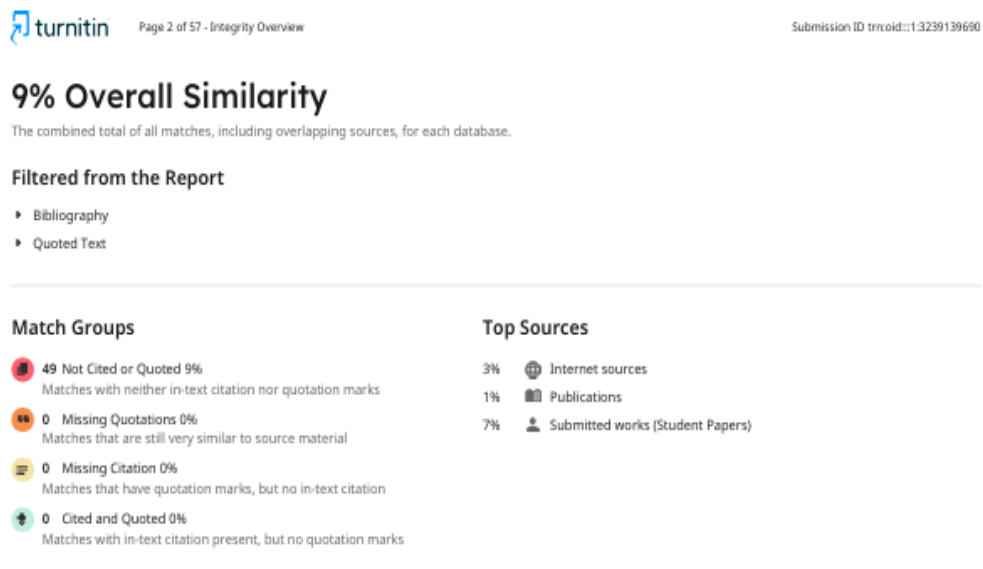 turnitin Page 2 of 57 - Integrity Overview Submission ID trn:oid:::1:3239139690
9% Overall Similarity
The combined total of all matches, including overlapping sources, for each database.
Filtered from the Report
Bibliography
Quoted Text
Match Groups
49 Not Cited or Quoted 9%
Matches with neither in-text citation nor quotation marks
0 Missing Quotations 0%
Matches that are still very similar to source material
0 Missing Citation 0%
Matches that have quotation marks, but no in-text citation
0 Cited and Quoted 0%
Matches with in-text citation present, but no quotation marks
Top Sources
3% Internet sources
1% Publications
7% Submitted works (Student Papers)